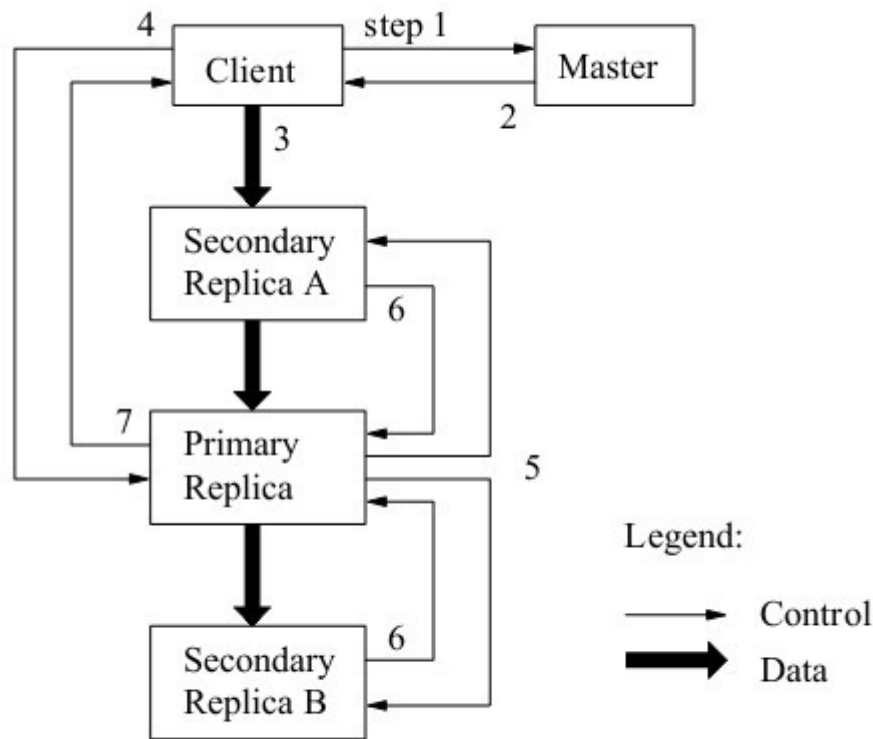 4
step 1
Client
Master
2
3
Secondary
Replica A
6
7
Primary
Replica
5
Legend:
6
Control
Secondary
Replica B
Data